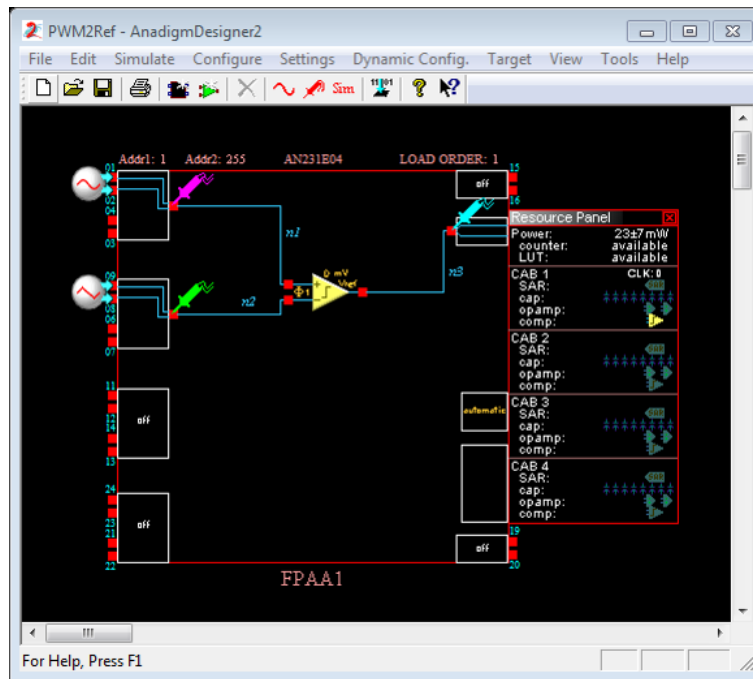 PWM2Ref - AnadigmDesigner2
File Edit Simulate Configure Settings Dynamic Config. Target View Tools Help
Sim
Addr1: 1 Addr2: 255 AN231E04 LOAD ORDER: 1
01
02
04
03
09
08
06
07
11
12
14
13
24
23
21
22
off
off
n1
n2
0 mV
Vref
Φ1
n3
15
off
16
automatic
19
off
20
FPAA1
Resource Panel
Power: 23±7mW
counter: available
LUT: available
CAB 1 CLK: 0
SAR:
cap:
opamp:
comp:
CAB 2
SAR:
cap:
opamp:
comp:
CAB 3
SAR:
cap:
opamp:
comp:
CAB 4
SAR:
cap:
opamp:
comp:
For Help, Press F1